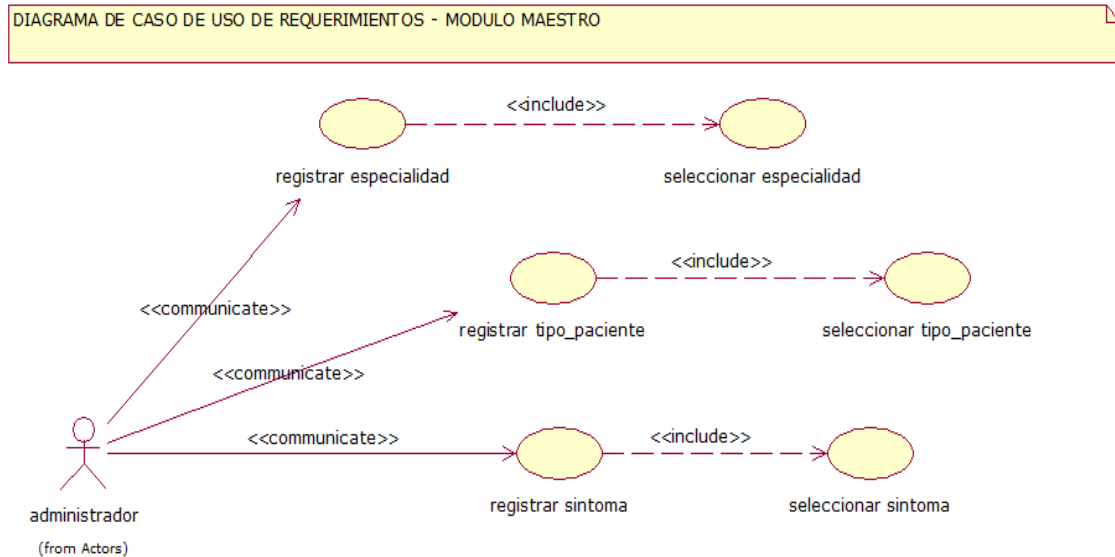 DIAGRAMA DE CASO DE USO DE REQUERIMIENTOS - MODULO MAESTRO
<<include>>
registrar especialidad
seleccionar especialidad
<<include>>
<<communicate>>
registrar tipo_paciente
seleccionar tipo_paciente
<<communicate>>
<<communicate>>
<<include>>
registrar sintoma
seleccionar sintoma
administrador
(from Actors)